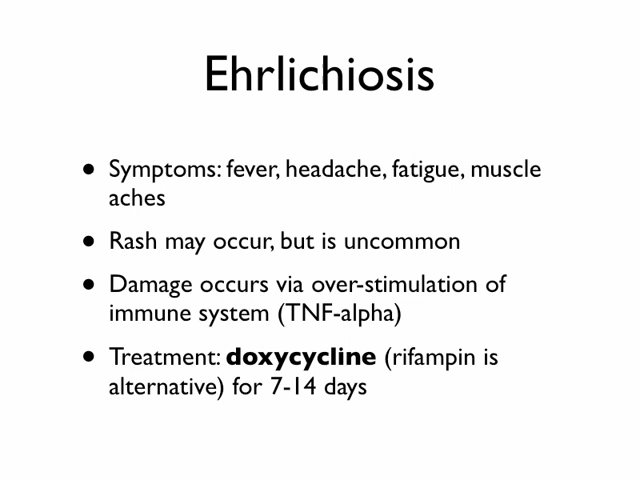 Ehrlichiosis
• Symptoms: fever, headache, fatigue, muscle
aches
• Rash may occur, but is uncommon
• Damage occurs via over-stimulation of
immune system (TNF-alpha)
• Treatment: doxycycline (rifampin is
alternative) for 7-14 days